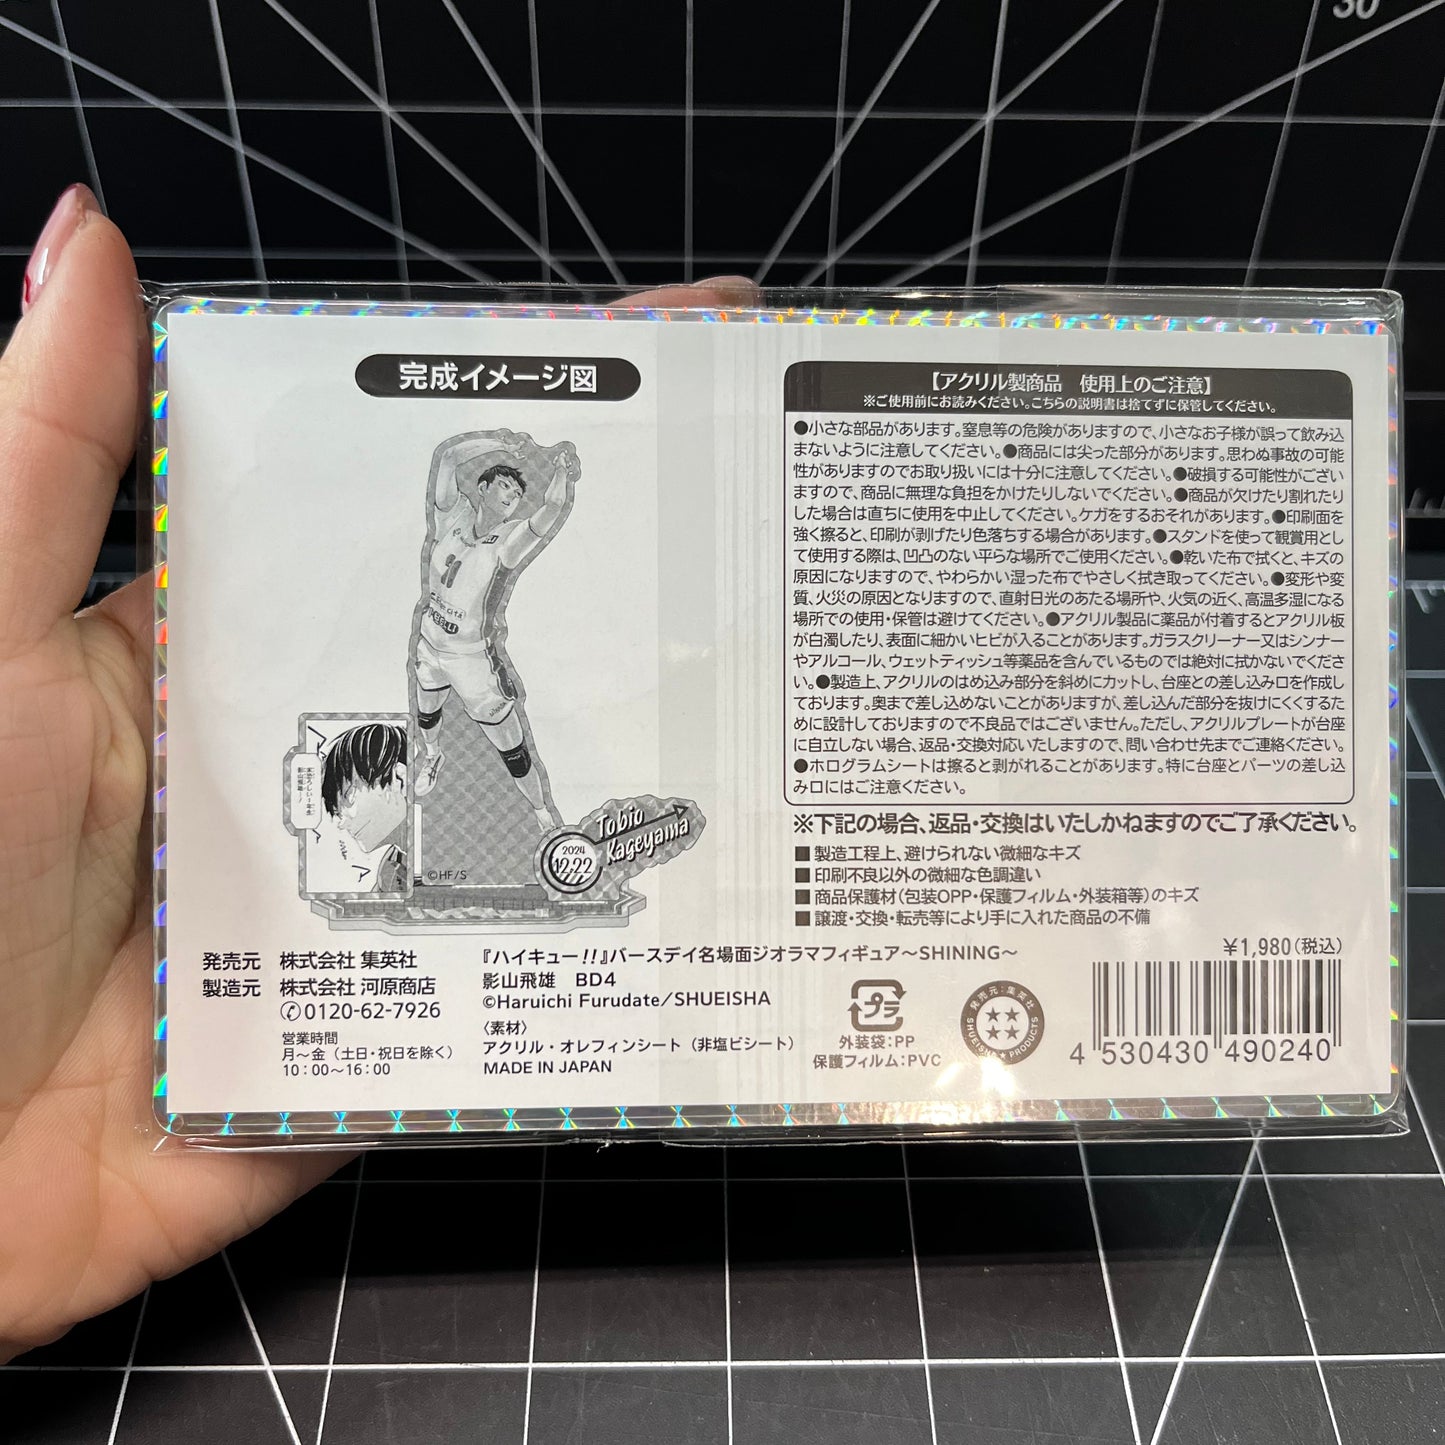 30
完成イメージ図
©HF/S
2024
12.22
Tobio
Kageyama
【アクリル製商品 使用上のご注意】
※ご使用前にお読みください。こちらの説明書は捨てずに保管してください。
●小さな部品があります。窒息等の危険がありますので、小さなお子様が誤って飲み込
まないように注意してください。●商品には尖った部分があります。思わぬ事故の可能
性がありますのでお取り扱いには十分に注意してください。●破損する可能性がござい
ますので、商品に無理な負担をかけたりしないでください。●商品が欠けたり割れたり
した場合は直ちに使用を中止してください。ケガをするおそれがあります。●印刷面を
強く擦ると、印刷が剥げたり色落ちする場合があります。●スタンドを使って観賞用とし
て使用する際は、凹凸のない平らな場所でご使用ください。●乾いた布で拭くと、キズの
原因になりますので、やわらかい湿った布でやさしく拭き取ってください。●変形や変
質、火災の原因となりますので、直射日光のあたる場所や、火気の近く、高温多湿になる
場所での使用・保管は避けてください。●アクリル製品に薬品が付着するとアクリル板
が白濁したり、表面に細かいヒビが入ることがあります。ガラスクリーナー又はシンナー
やアルコール、ウェットティッシュ等薬品を含んでいるものでは絶対に拭かないでくださ
い。●製造上、アクリルのはめ込み部分を斜めにカットし、台座との差し込み口を作成し
ております。奥まで差し込めないことがありますが、差し込んだ部分を抜けにくくするた
めに設計しておりますので不良品ではございません。ただし、アクリルプレートが台座
に自立しない場合、返品・交換対応いたしますので、問い合わせ先までご連絡ください。
●ホログラムシートは擦ると剥がれることがあります。特に台座とパーツの差し込
み口にはご注意ください。
※下記の場合、返品・交換はいたしかねますのでご了承ください。
■製造工程上、避けられない微細なキズ
■印刷不良以外の微細な色調違い
■商品保護材(包装OPP・保護フィルム・外装箱等)のキズ
■譲渡・交換・転売等により手に入れた商品の不備
発売元 株式会社 集英社
製造元 株式会社 河原商店
0120-62-7926
営業時間
月～金(土日・祝日を除く)
10:00～16:00
『ハイキュー!!』バースデイ名場面ジオラマフィギュア～SHINING～
影山飛雄 BD4
©Haruichi Furudate/SHUEISHA
〈素材〉
アクリル・オレフィンシート(非塩ビシート)
MADE IN JAPAN
プラ
外装袋:PP
保護フィルム:PVC
発売元:集英社
SHUEISHA PRODUCTS
¥1,980(税込)
4 530430 490240